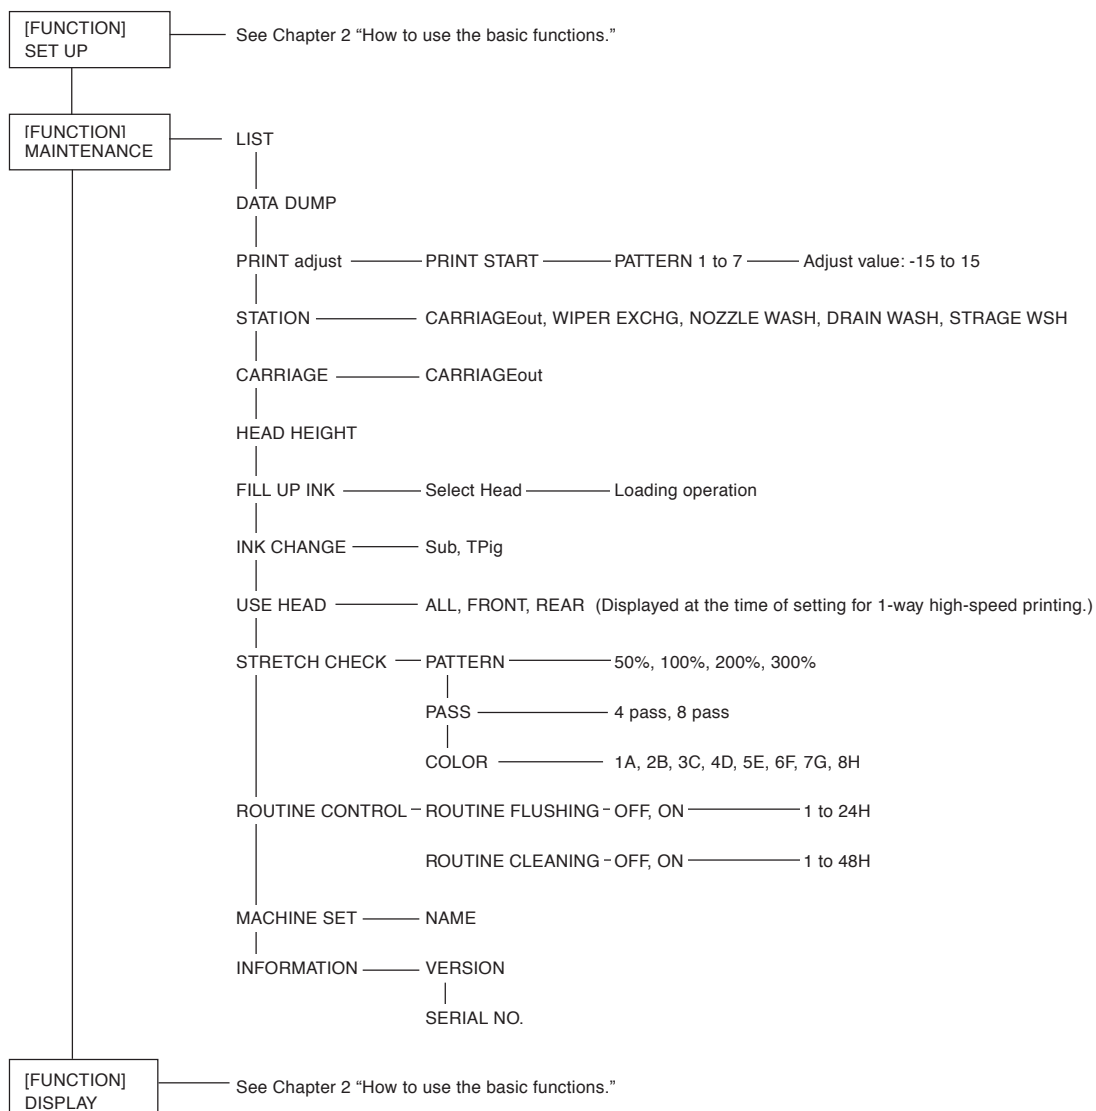 [FUNCTION]
SET UP
See Chapter 2 “How to use the basic functions.”
[FUNCTION]
MAINTENANCE
LIST
DATA DUMP
PRINT adjust PRINT START PATTERN 1 to 7 Adjust value: -15 to 15
STATION CARRIAGEout, WIPER EXCHG, NOZZLE WASH, DRAIN WASH, STRAGE WSH
CARRIAGE CARRIAGEout
HEAD HEIGHT
FILL UP INK Select Head Loading operation
INK CHANGE Sub, TPig
USE HEAD ALL, FRONT, REAR (Displayed at the time of setting for 1-way high-speed printing.)
STRETCH CHECK PATTERN 50%, 100%, 200%, 300%
PASS 4 pass, 8 pass
COLOR 1A, 2B, 3C, 4D, 5E, 6F, 7G, 8H
ROUTINE CONTROL ROUTINE FLUSHING OFF, ON 1 to 24H
ROUTINE CLEANING OFF, ON 1 to 48H
MACHINE SET NAME
INFORMATION VERSION
SERIAL NO.
[FUNCTION]
DISPLAY
See Chapter 2 “How to use the basic functions.”